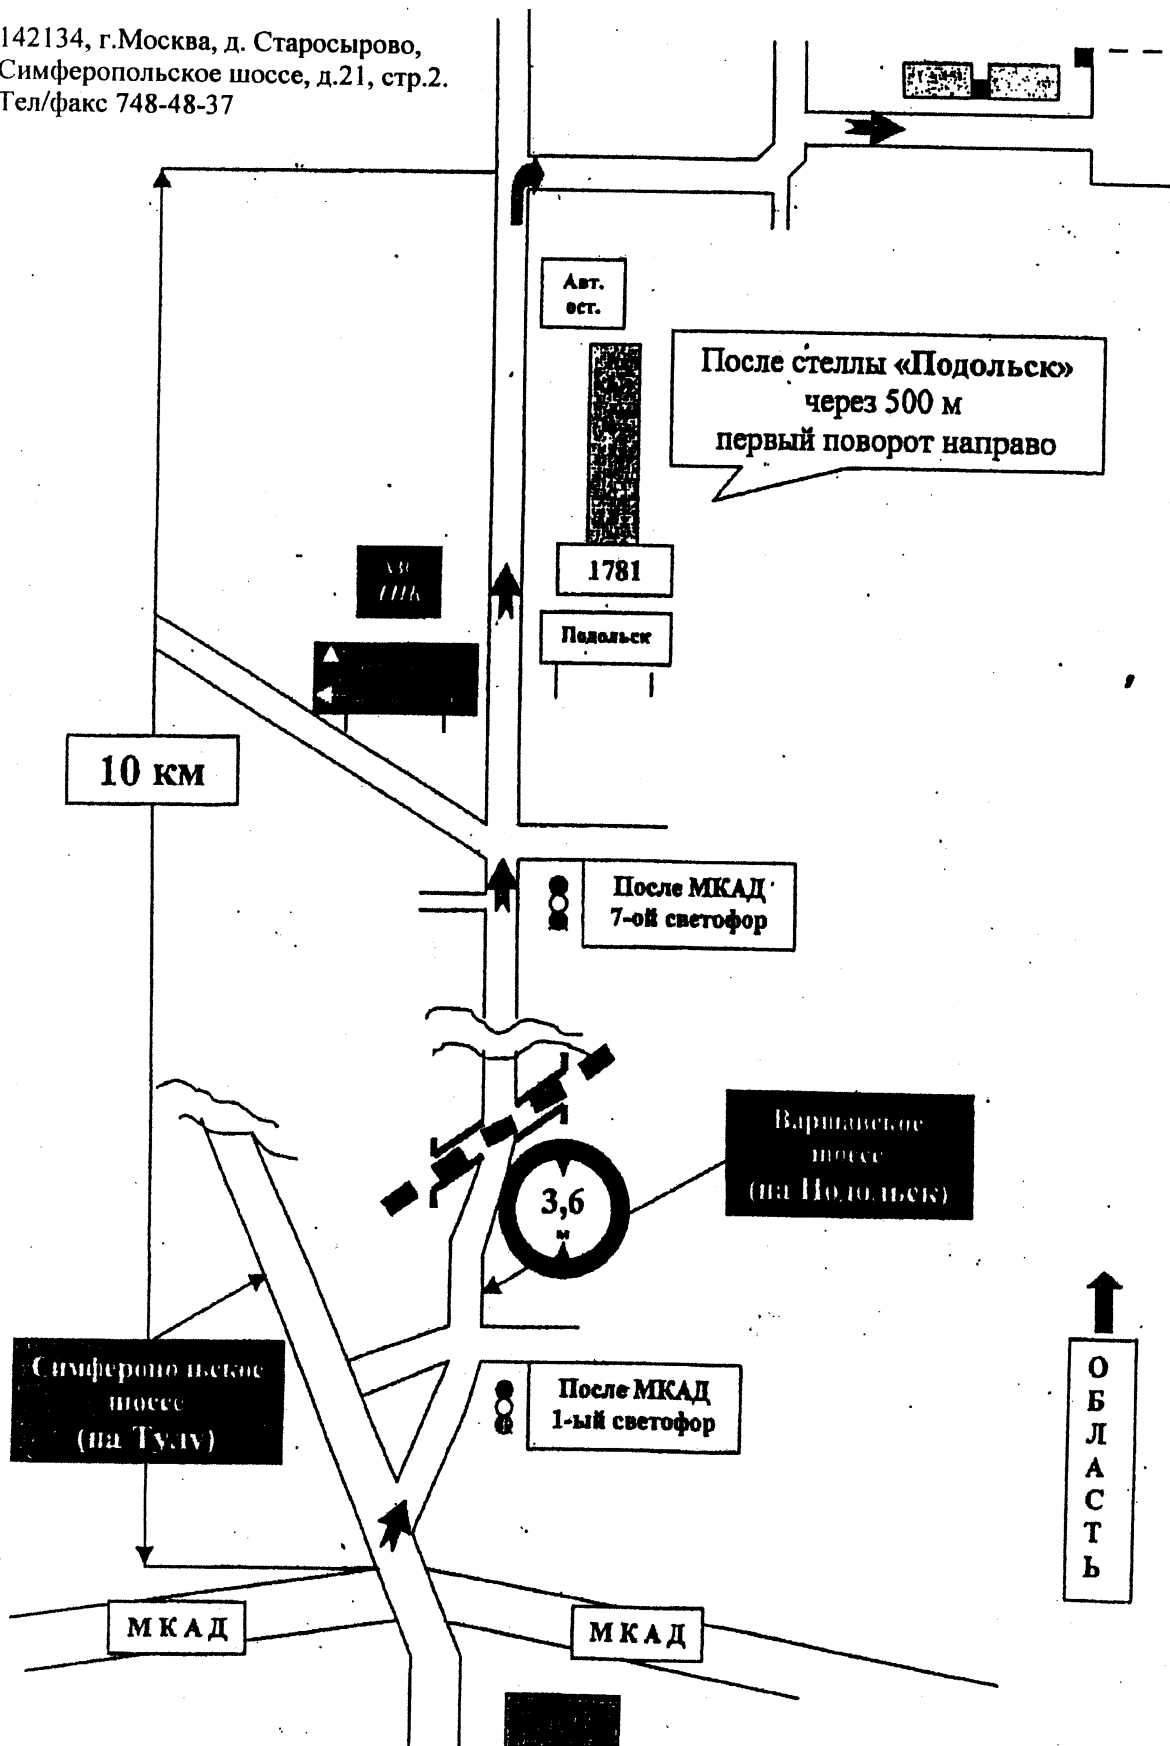 142134, г.Москва, д. Старосырово,
Симферопольское шоссе, д.21, стр.2.
Тел/факс 748-48-37
Авт.
ост.
После стеллы «Подольск»
через 500 м
первый поворот направо
1781
Подольск
10 км
После МКАД
7-ой светофор
Варшавское
шоссе
(на Подольск)
3,6
м
Симферопольское
шоссе
(на Тулу)
После МКАД
1-ый светофор
ОБЛАСТЬ
МКАД
МКАД